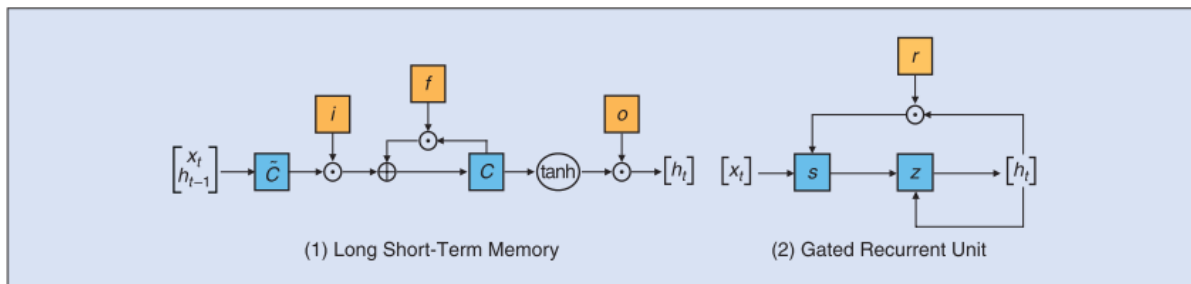 r
f
i
o
x_t
h_{t−1}
C̃
C
tanh
[h_t]
[x_t]
s
z
[h_t]
(1) Long Short-Term Memory
(2) Gated Recurrent Unit